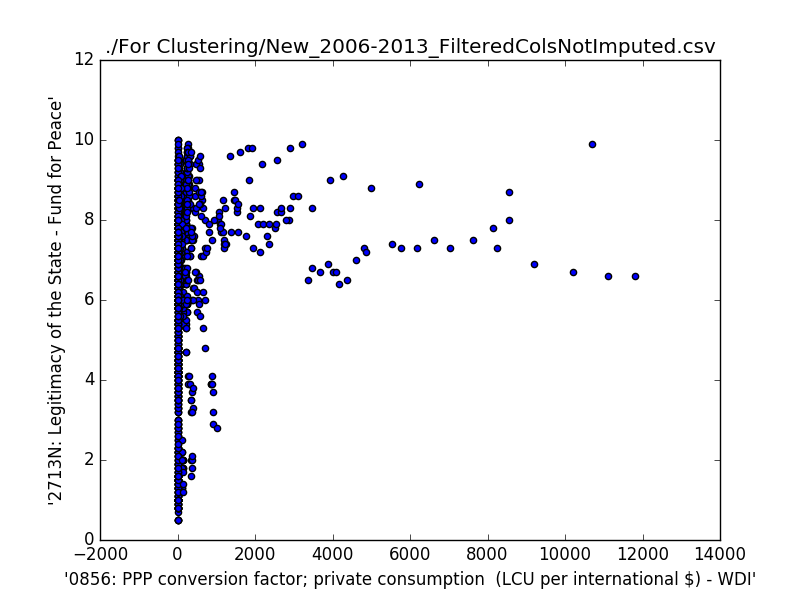 ./For Clustering/New_2006-2013_FilteredColsNotImputed.csv
12
10
8
6
4
2
0
'2713N: Legitimacy of the State - Fund for Peace'
−2000 0 2000 4000 6000 8000 10000 12000 14000
'0856: PPP conversion factor; private consumption  (LCU per international $) - WDI'